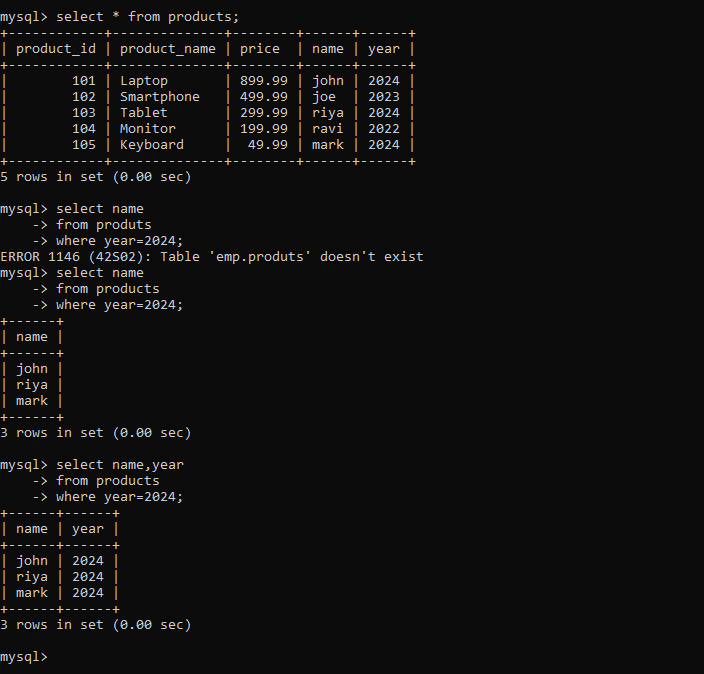 mysql> select * from products;
+------------+--------------+--------+------+------+
| product_id | product_name | price  | name | year |
+------------+--------------+--------+------+------+
|        101 | Laptop       | 899.99 | john | 2024 |
|        102 | Smartphone   | 499.99 | joe  | 2023 |
|        103 | Tablet       | 299.99 | riya | 2024 |
|        104 | Monitor      | 199.99 | ravi | 2022 |
|        105 | Keyboard     |  49.99 | mark | 2024 |
+------------+--------------+--------+------+------+
5 rows in set (0.00 sec)

mysql> select name
    -> from produts
    -> where year=2024;
ERROR 1146 (42S02): Table 'emp.produts' doesn't exist
mysql> select name
    -> from products
    -> where year=2024;
+------+
| name |
+------+
| john |
| riya |
| mark |
+------+
3 rows in set (0.00 sec)

mysql> select name,year
    -> from products
    -> where year=2024;
+------+------+
| name | year |
+------+------+
| john | 2024 |
| riya | 2024 |
| mark | 2024 |
+------+------+
3 rows in set (0.00 sec)

mysql>